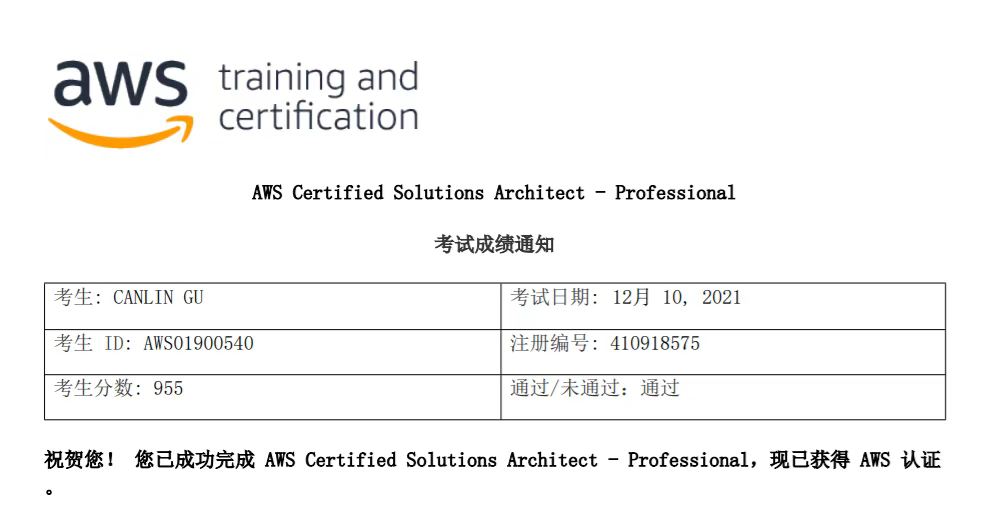 aws training and
certification
AWS Certified Solutions Architect - Professional
考试成绩通知
考生: CANLIN GU
考试日期: 12月 10, 2021
考生 ID: AWS01900540
注册编号: 410918575
考生分数: 955
通过/未通过: 通过
祝贺您! 您已成功完成 AWS Certified Solutions Architect - Professional，现已获得 AWS 认证
。